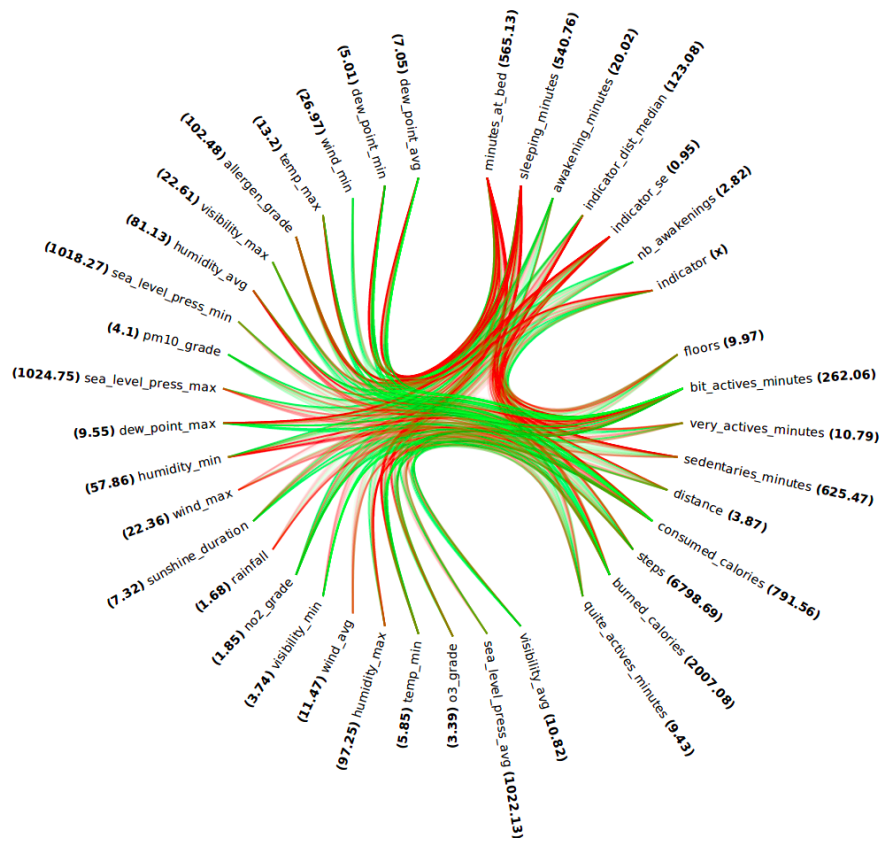 minutes_at_bed (565.13)
sleeping_minutes (540.76)
awakening_minutes (20.02)
indicator_dist_median (123.08)
indicator_se (0.95)
nb_awakenings (2.82)
indicator (x)
floors (9.97)
bit_actives_minutes (262.06)
very_actives_minutes (10.79)
sedentaries_minutes (625.47)
distance (3.87)
consumed_calories (791.56)
steps (6798.69)
burned_calories (2007.08)
quite_actives_minutes (9.43)
visibility_avg (10.82)
sea_level_press_avg (1022.13)
(3.39) o3_grade
(5.85) temp_min
(97.25) humidity_max
(11.47) wind_avg
(3.74) visibility_min
(1.85) no2_grade
(1.68) rainfall
(7.32) sunshine_duration
(22.36) wind_max
(57.86) humidity_min
(9.55) dew_point_max
(1024.75) sea_level_press_max
(4.1) pm10_grade
(1018.27) sea_level_press_min
(81.13) humidity_avg
(22.61) visibility_max
(102.48) allergen_grade
(13.2) temp_max
(26.97) wind_min
(5.01) dew_point_min
(7.05) dew_point_avg